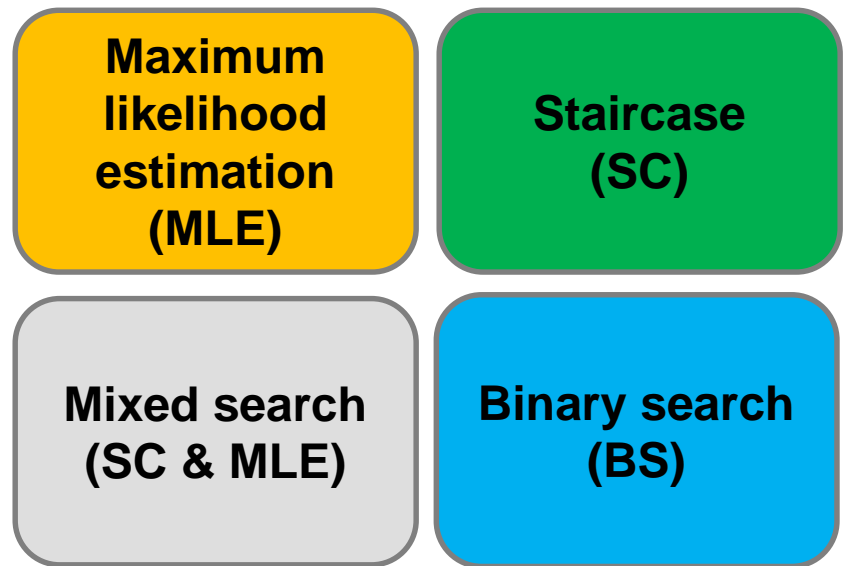 Maximum
likelihood
estimation
(MLE)
Staircase
(SC)
Mixed search
(SC & MLE)
Binary search
(BS)